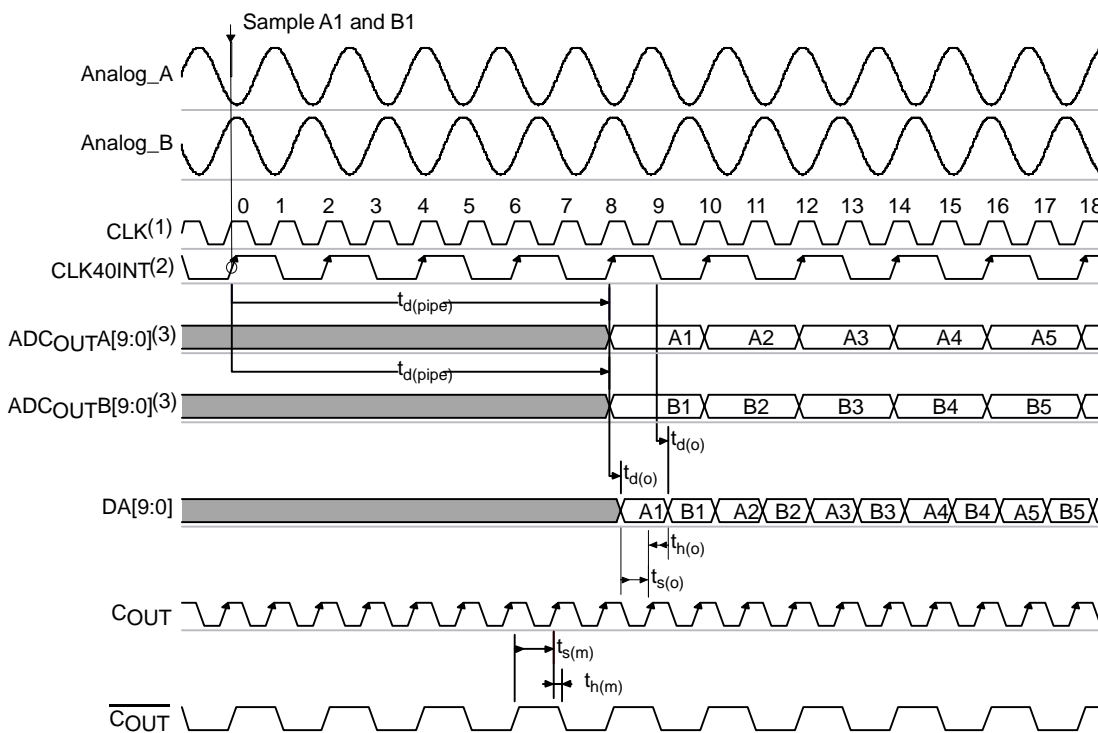 Sample A1 and B1
Analog_A
Analog_B
0 1 2 3 4 5 6 7 8 9 10 11 12 13 14 15 16 17 18
CLK(1)
CLK40INT(2)
td(pipe)
ADCOUTA[9:0](3) A1 A2 A3 A4 A5
td(pipe)
ADCOUTB[9:0](3) B1 B2 B3 B4 B5
td(o)
td(o)
DA[9:0] A1 B1 A2 B2 A3 B3 A4 B4 A5 B5
th(o)
ts(o)
COUT
ts(m)
th(m)
COUT